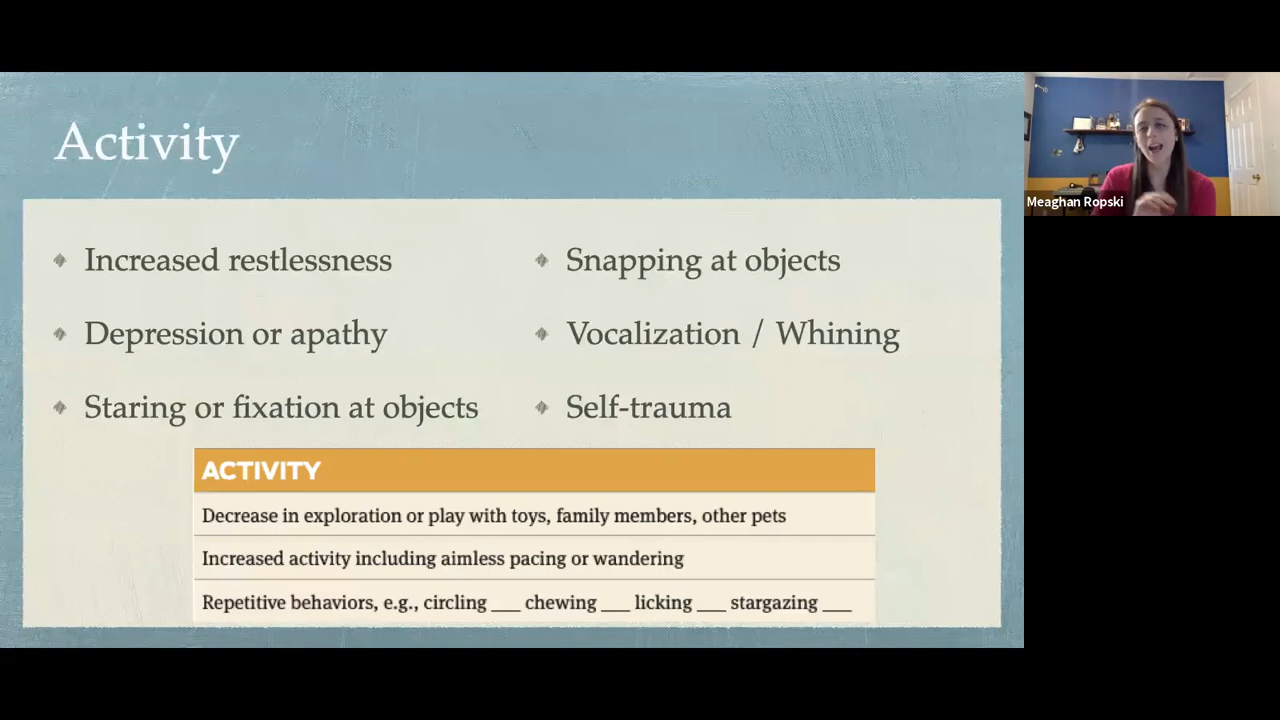 Activity
Increased restlessness
Depression or apathy
Staring or fixation at objects
Snapping at objects
Vocalization / Whining
Self-trauma
ACTIVITY
Decrease in exploration or play with toys, family members, other pets
Increased activity including aimless pacing or wandering
Repetitive behaviors, e.g., circling ___ chewing ___ licking ___ stargazing ___
Meaghan Ropski